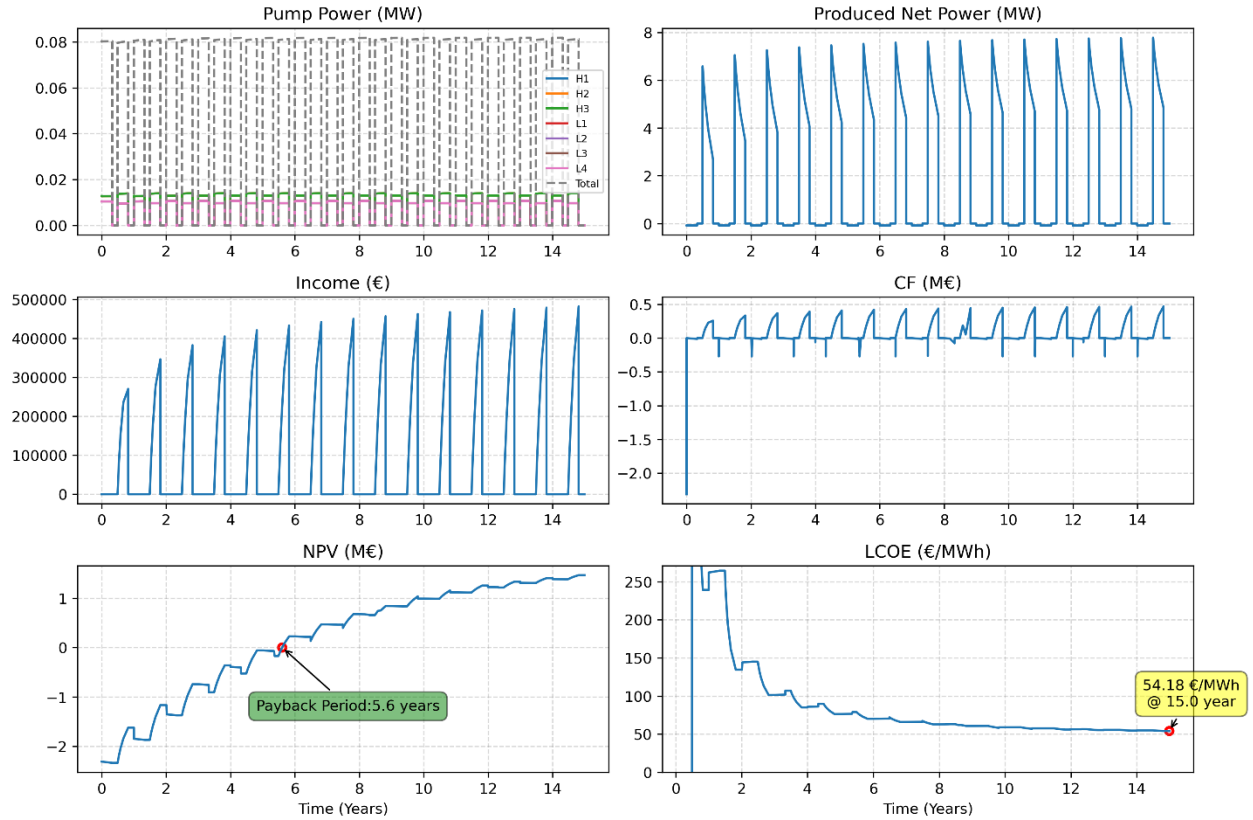 Pump Power (MW)
0.08
0.06
0.04
0.02
0.00
H1
H2
H3
L1
L2
L3
L4
Total
0 2 4 6 8 10 12 14
Produced Net Power (MW)
8
6
4
2
0
0 2 4 6 8 10 12 14
Income (€)
500000
400000
300000
200000
100000
0
0 2 4 6 8 10 12 14
CF (M€)
0.5
0.0
−0.5
−1.0
−1.5
−2.0
0 2 4 6 8 10 12 14
NPV (M€)
1
0
−1
−2
Payback Period:5.6 years
0 2 4 6 8 10 12 14
Time (Years)
LCOE (€/MWh)
250
200
150
100
50
0
54.18 €/MWh
@ 15.0 year
0 2 4 6 8 10 12 14
Time (Years)